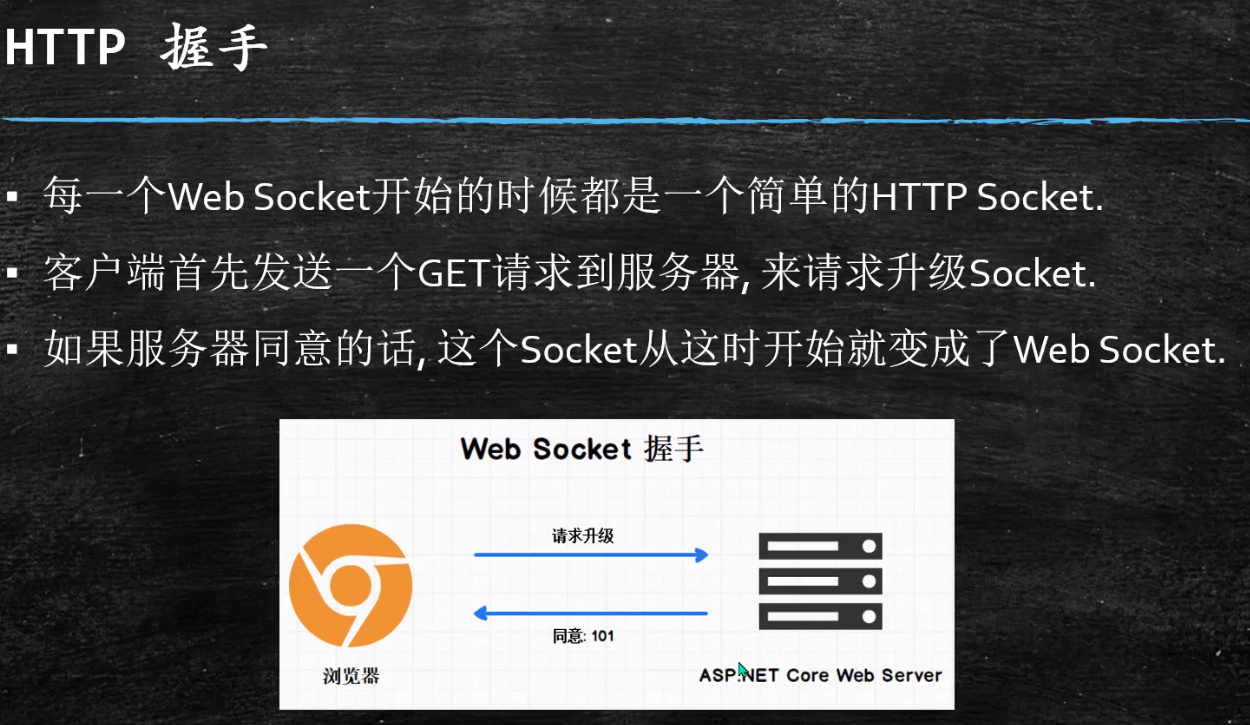 HTTP 握手
每一个Web Socket开始的时候都是一个简单的HTTP Socket.
客户端首先发送一个GET请求到服务器, 来请求升级Socket.
如果服务器同意的话, 这个Socket从这时开始就变成了Web Socket.
Web Socket 握手
请求升级
同意: 101
浏览器
ASP.NET Core Web Server